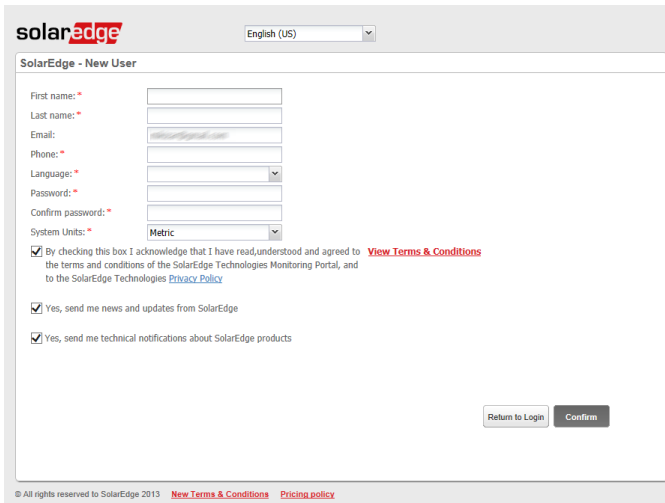 solaredge
English (US)
SolarEdge - New User
First name: *
Last name: *
Email:
Phone: *
Language: *
Password: *
Confirm password: *
System Units: * Metric
By checking this box I acknowledge that I have read,understood and agreed to View Terms & Conditions
the terms and conditions of the SolarEdge Technologies Monitoring Portal, and
to the SolarEdge Technologies Privacy Policy
Yes, send me news and updates from SolarEdge
Yes, send me technical notifications about SolarEdge products
Return to Login Confirm
© All rights reserved to SolarEdge 2013 New Terms & Conditions Pricing policy